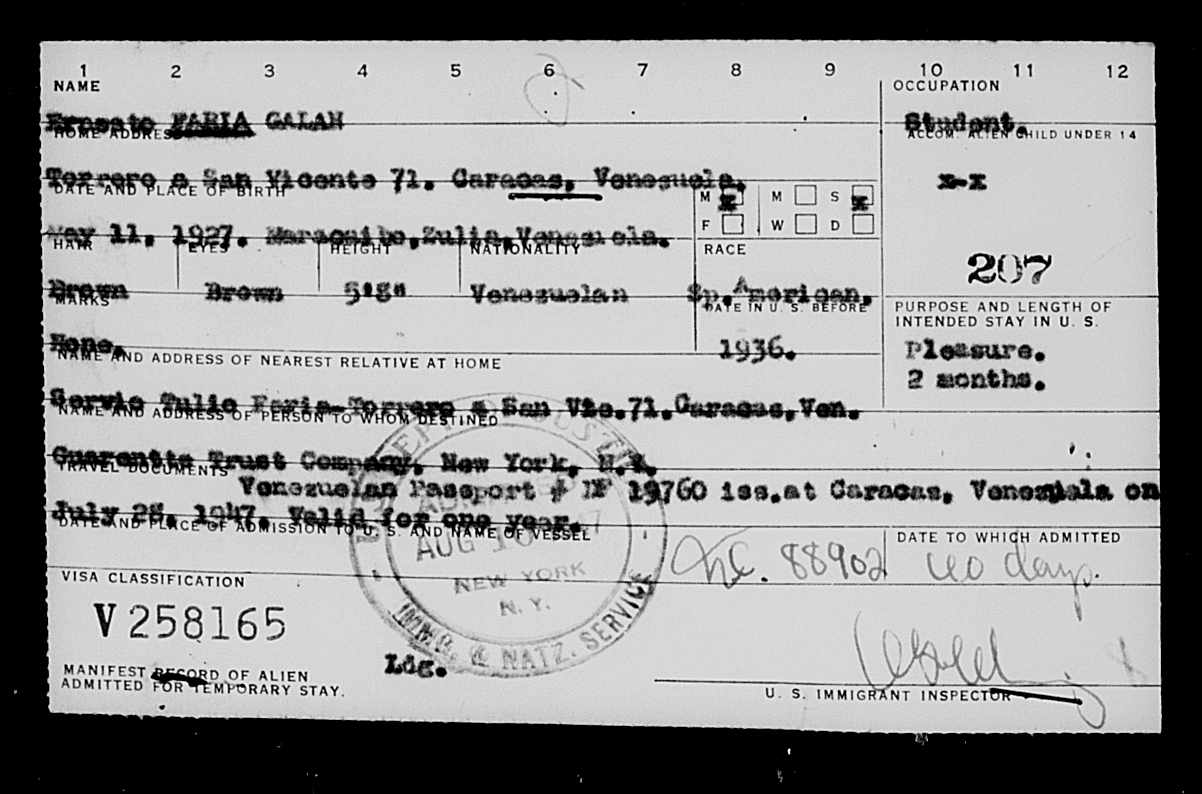 1 2 3 4 5 6 7 8 9 10 11 12
NAME OCCUPATION
Ernesto FARIA GALAN Student.
HOME ADDRESS ACCOM. ALIEN CHILD UNDER 14
Torrero a San Vicente 71. Caracas, Venezuela. x-x
DATE AND PLACE OF BIRTH M x M S x
F W D
May 11, 1927. Maracaibo, Zulia, Venezuela.
HAIR EYES HEIGHT NATIONALITY RACE
207
Brown Brown 5'8" Venezuelan Sp. American.
MARKS DATE IN U. S. BEFORE PURPOSE AND LENGTH OF
INTENDED STAY IN U. S.
None. 1936. Pleasure.
NAME AND ADDRESS OF NEAREST RELATIVE AT HOME
2 months.
Servio Tulio Faria-Torrero a San Vte.71.Caracas,Ven.
NAME AND ADDRESS OF PERSON TO WHOM DESTINED
Guarantte Trust Company, New York, N.Y.
TRAVEL DOCUMENTS
Venezuelan Passport # 19760 iss.at Caracas, Venezuela on
July 28, 1947. Valid for one year.
DATE AND PLACE OF ADMISSION TO U. S. AND NAME OF VESSEL
DATE TO WHICH ADMITTED
AUG
88902 60 days.
NEW YORK
N. Y.
IMMG. & NATZ. SERVICE
VISA CLASSIFICATION
V 258165
Ldg.
MANIFEST RECORD OF ALIEN
ADMITTED FOR TEMPORARY STAY.
U. S. IMMIGRANT INSPECTOR